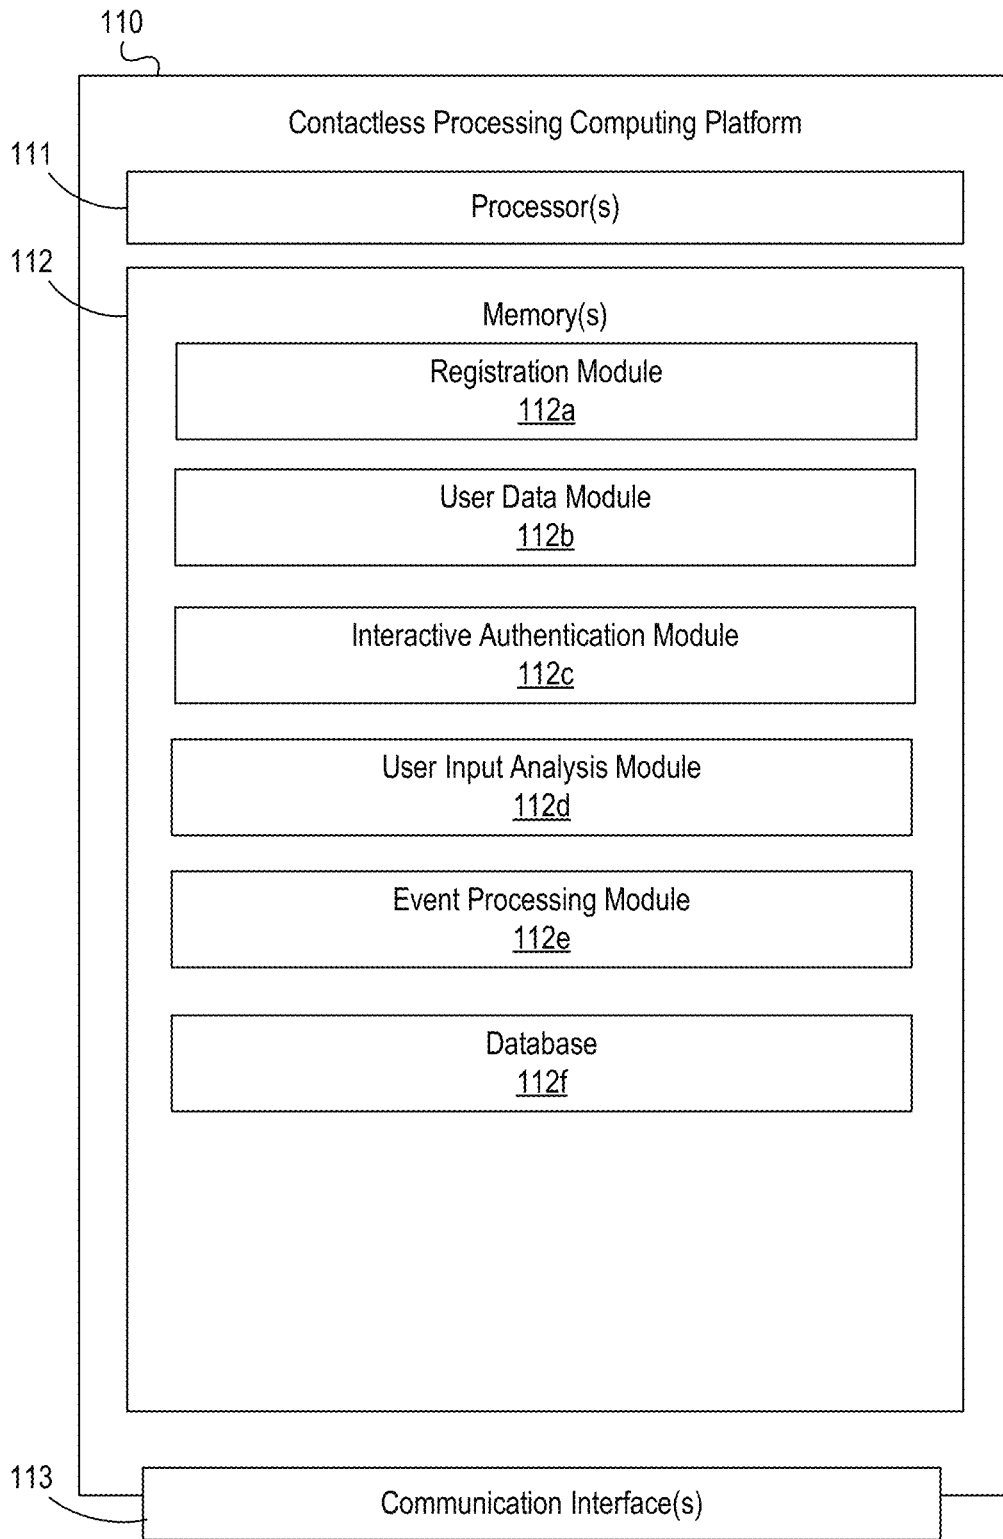 110
Contactless Processing Computing Platform
111
Processor(s)
112
Memory(s)
Registration Module
112a
User Data Module
112b
Interactive Authentication Module
112c
User Input Analysis Module
112d
Event Processing Module
112e
Database
112f
113
Communication Interface(s)